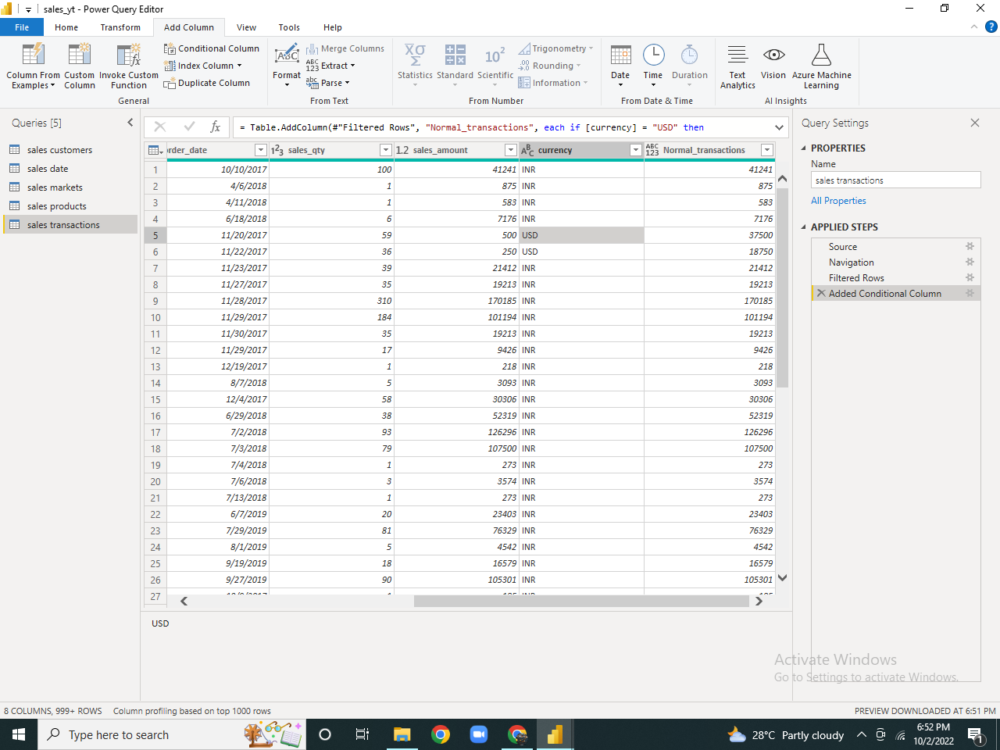 sales_yt - Power Query Editor
File Home Transform Add Column View Tools Help
Column From Examples
Custom Column
Invoke Custom Function
Conditional Column
Index Column
Duplicate Column
General
Format
Merge Columns
Extract
Parse
From Text
Statistics Standard Scientific
Trigonometry
Rounding
Information
From Number
Date Time Duration
From Date & Time
Text Analytics
Vision
Azure Machine Learning
AI Insights
Queries [5]
sales customers
sales date
sales markets
sales products
sales transactions
= Table.AddColumn(#"Filtered Rows", "Normal_transactions", each if [currency] = "USD" then
rder_date 123 sales_qty 1.2 sales_amount ABC currency ABC 123 Normal_transactions
1 10/10/2017 100 41241 INR 41241
2 4/6/2018 1 875 INR 875
3 4/11/2018 1 583 INR 583
4 6/18/2018 6 7176 INR 7176
5 11/20/2017 59 500 USD 37500
6 11/22/2017 36 250 USD 18750
7 11/23/2017 39 21412 INR 21412
8 11/27/2017 35 19213 INR 19213
9 11/28/2017 310 170185 INR 170185
10 11/29/2017 184 101194 INR 101194
11 11/30/2017 35 19213 INR 19213
12 11/29/2017 17 9426 INR 9426
13 12/19/2017 1 218 INR 218
14 8/7/2018 5 3093 INR 3093
15 12/4/2017 58 30306 INR 30306
16 6/29/2018 38 52319 INR 52319
17 7/2/2018 93 126296 INR 126296
18 7/3/2018 79 107500 INR 107500
19 7/4/2018 1 273 INR 273
20 7/6/2018 3 3574 INR 3574
21 7/13/2018 1 273 INR 273
22 6/7/2019 20 23403 INR 23403
23 7/29/2019 81 76329 INR 76329
24 8/1/2019 5 4542 INR 4542
25 9/19/2019 18 16579 INR 16579
26 9/27/2019 90 105301 INR 105301
27
USD
Query Settings
PROPERTIES
Name
sales transactions
All Properties
APPLIED STEPS
Source
Navigation
Filtered Rows
Added Conditional Column
Activate Windows
Go to Settings to activate Windows.
8 COLUMNS, 999+ ROWS Column profiling based on top 1000 rows
PREVIEW DOWNLOADED AT 6:51 PM
Type here to search
28°C Partly cloudy
6:52 PM
10/2/2022
1